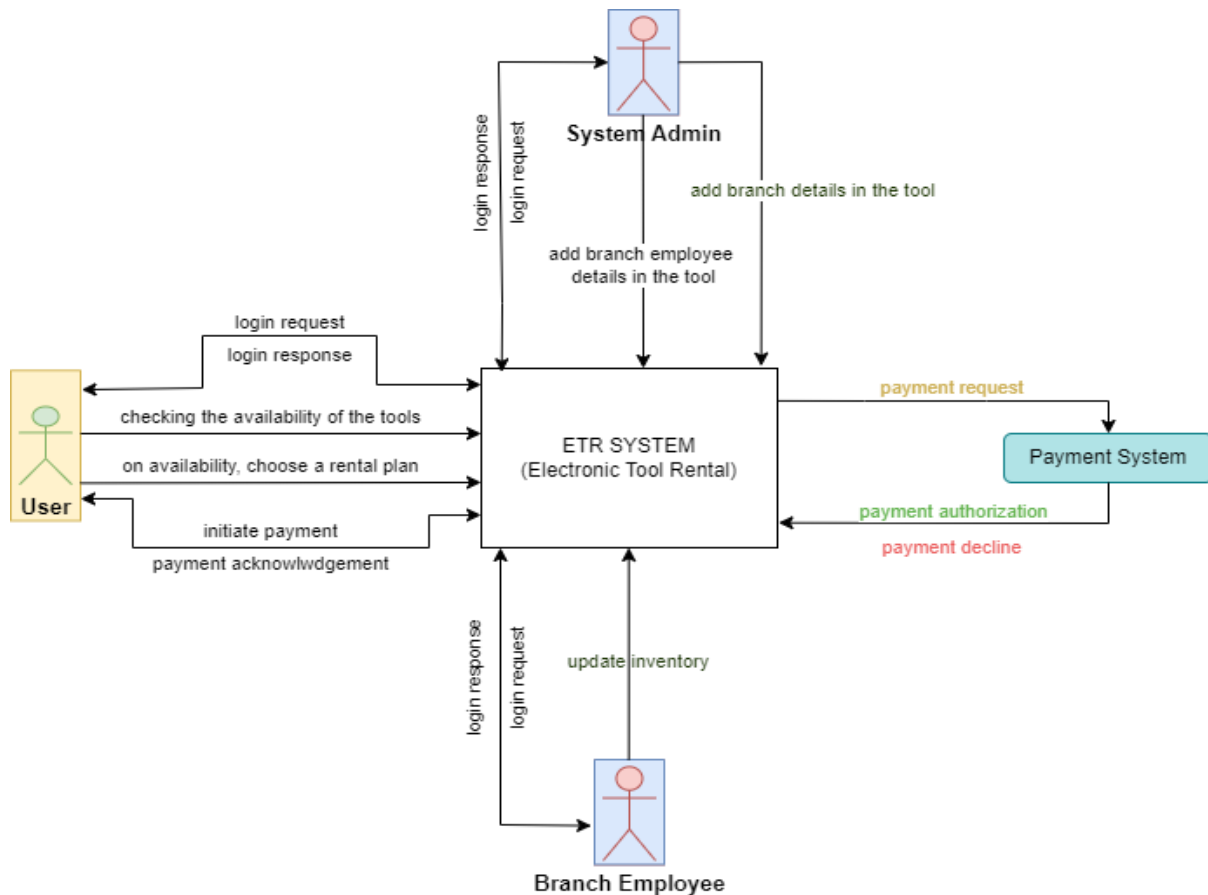 System Admin
login response
login request
add branch details in the tool
add branch employee
details in the tool
login request
login response
checking the availability of the tools
on availability, choose a rental plan
User
initiate payment
payment acknowlwdgement
ETR SYSTEM
(Electronic Tool Rental)
payment request
Payment System
payment authorization
payment decline
login response
login request
update inventory
Branch Employee